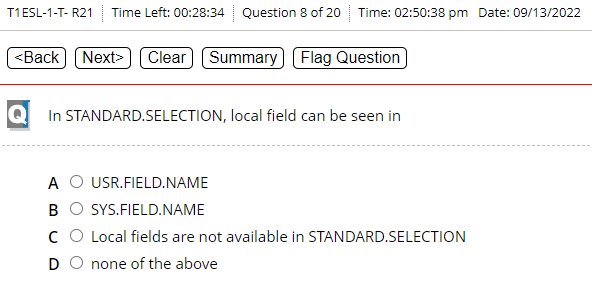 T1ESL-1-T- R21 Time Left: 00:28:34 Question 8 of 20 Time: 02:50:38 pm Date: 09/13/2022
<Back Next> Clear Summary Flag Question
Q In STANDARD.SELECTION, local field can be seen in
A USR.FIELD.NAME
B SYS.FIELD.NAME
C Local fields are not available in STANDARD.SELECTION
D none of the above